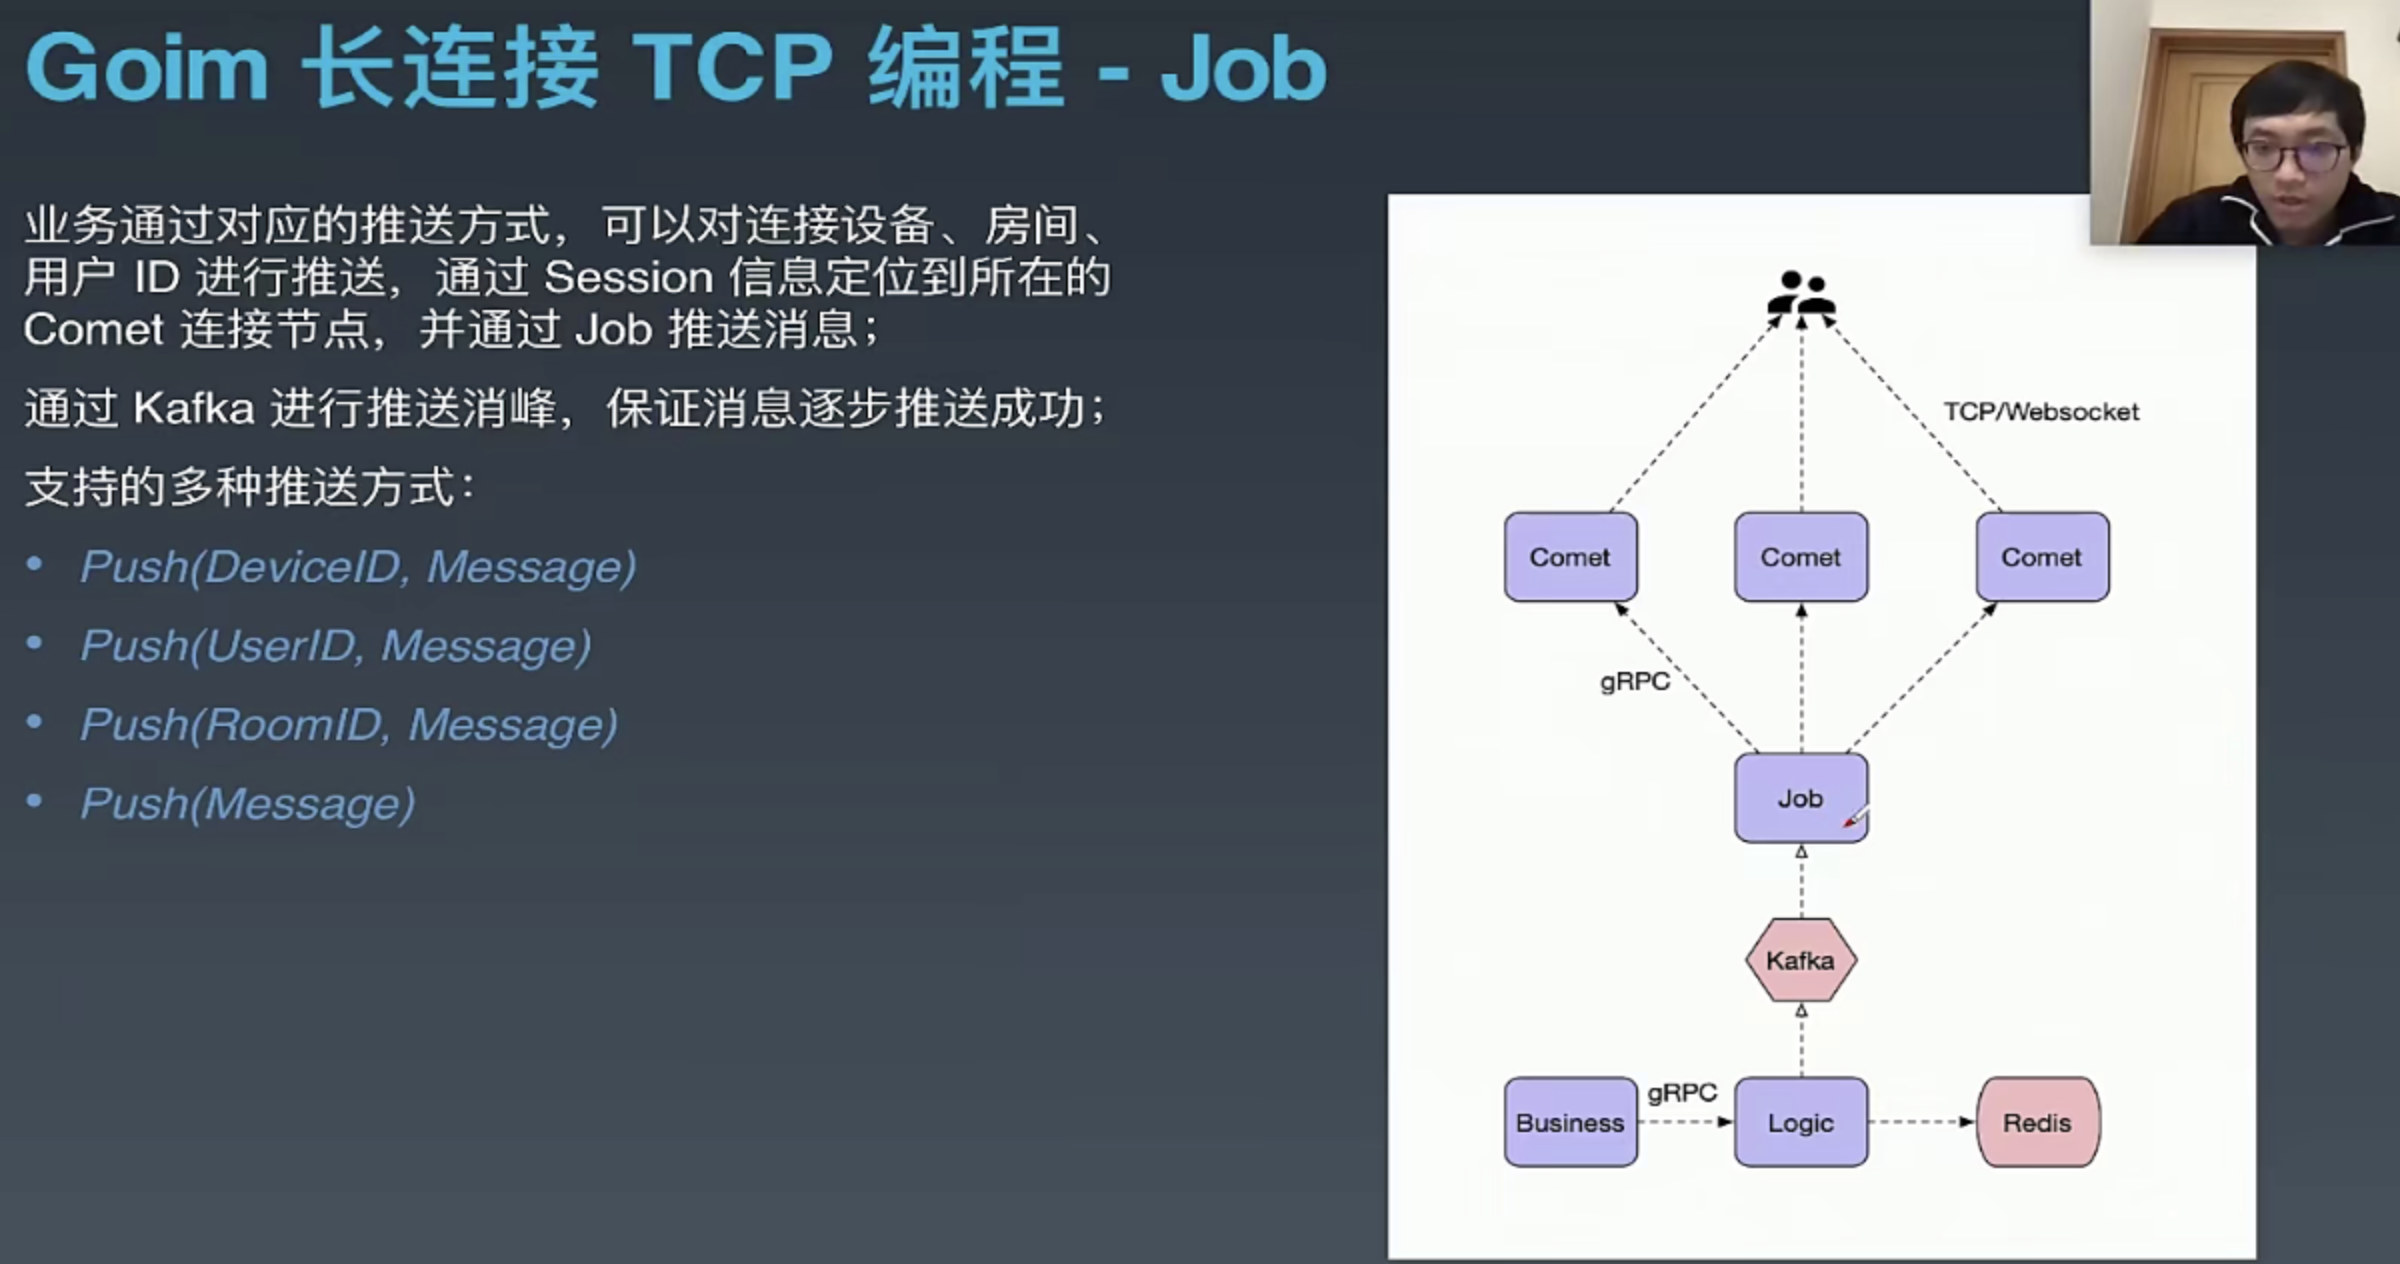 Goim 长连接 TCP 编程 - Job
业务通过对应的推送方式，可以对连接设备、房间、
用户 ID 进行推送，通过 Session 信息定位到所在的
Comet 连接节点，并通过 Job 推送消息；
通过 Kafka 进行推送消峰，保证消息逐步推送成功；
支持的多种推送方式：
• Push(DeviceID, Message)
• Push(UserID, Message)
• Push(RoomID, Message)
• Push(Message)
TCP/Websocket
Comet
Comet
Comet
gRPC
Job
Kafka
Business
gRPC
Logic
Redis